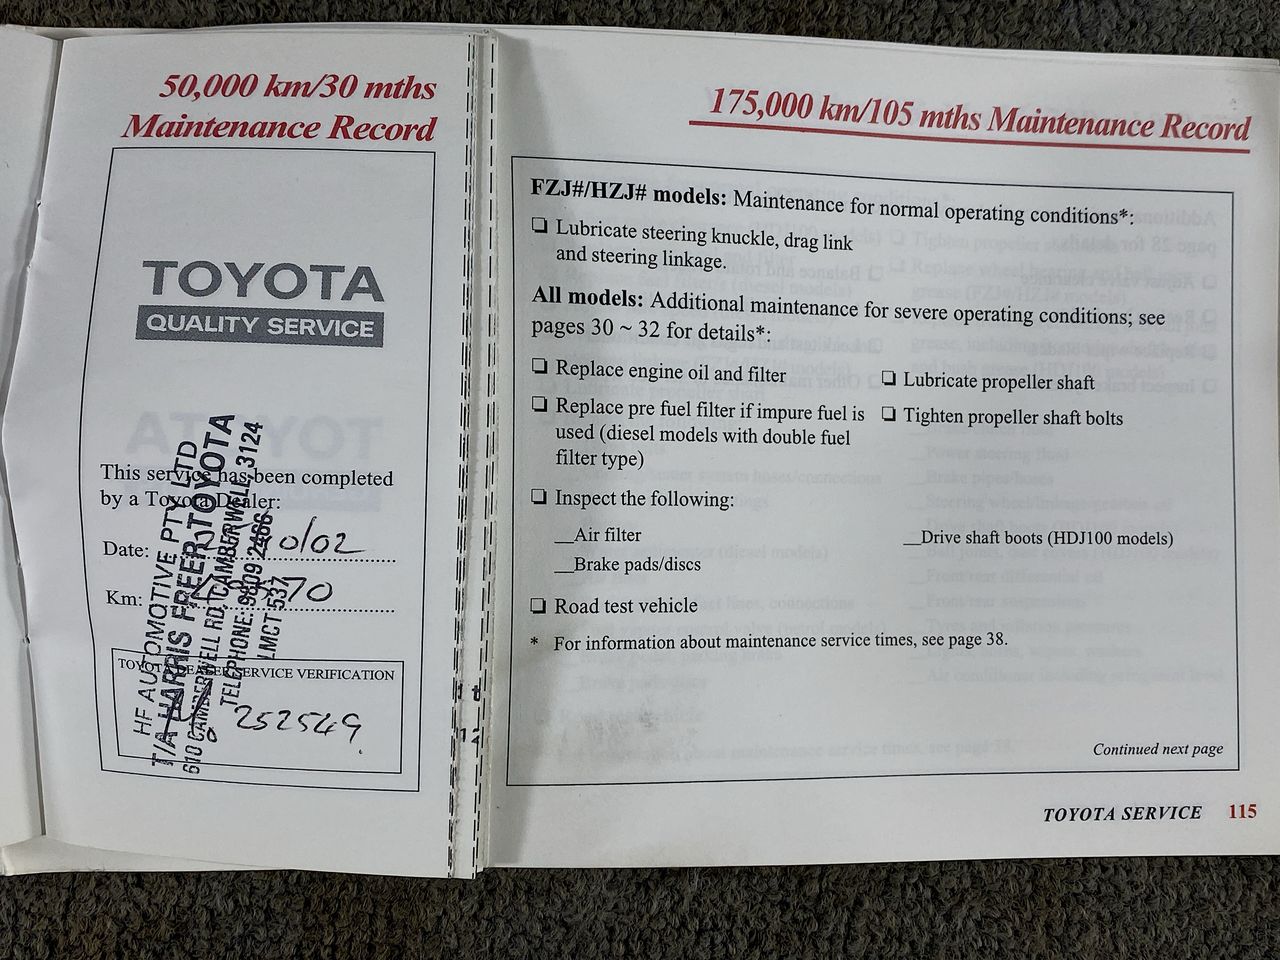 50,000 km/30 mths
Maintenance Record
TOYOTA
QUALITY SERVICE
This service has been completed
by a Toyota Dealer:
Date: 10/02
Km:
TOYOTA DEALER SERVICE VERIFICATION
252549
HF AUTOMOTIVE PTY LTD
T/A HARRIS FREER TOYOTA
610 CAMBERWELL RD, CAMBERWELL, 3124
TELEPHONE: 9809 2466
LMCT 537
175,000 km/105 mths Maintenance Record
FZJ#/HZJ# models: Maintenance for normal operating conditions*:
❏ Lubricate steering knuckle, drag link
and steering linkage.
All models: Additional maintenance for severe operating conditions; see
pages 30 ~ 32 for details*:
❏ Replace engine oil and filter
❏ Replace pre fuel filter if impure fuel is
used (diesel models with double fuel
filter type)
❏ Lubricate propeller shaft
❏ Tighten propeller shaft bolts
❏ Inspect the following:
__Air filter
__Brake pads/discs
__Drive shaft boots (HDJ100 models)
❏ Road test vehicle
* For information about maintenance service times, see page 38.
Continued next page
TOYOTA SERVICE 115